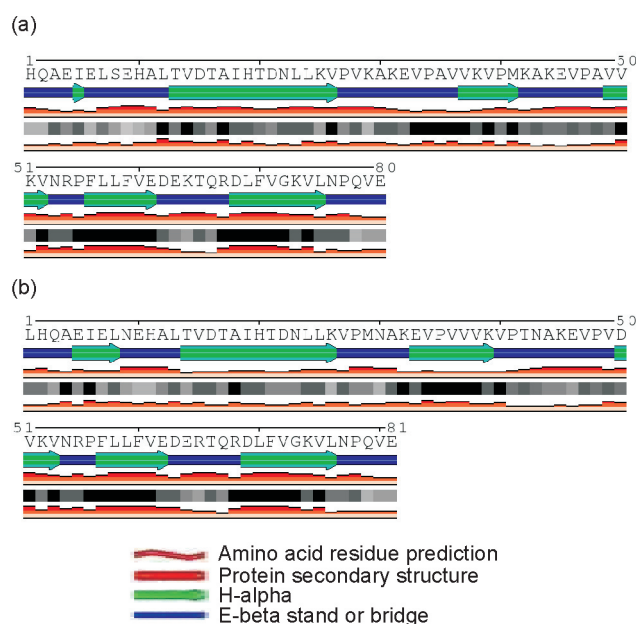 (a)
1 50
HQAEIELSEHALTVDTAIHTDNLLKVPVKAKEVPAVVKVPMKAKEVPAVV
51 80
KVNRPFLLFVEDEKTQRDLFVGKVLNPQVE
(b)
1 50
LHQAEIELNEHALTVDTAIHTDNLLKVPMNAKEVPVVVKVPTNAKEVPVD
51 81
VKVNRPFLLFVEDERTQRDLFVGKVLNPQVE
Amino acid residue prediction
Protein secondary structure
H-alpha
E-beta stand or bridge